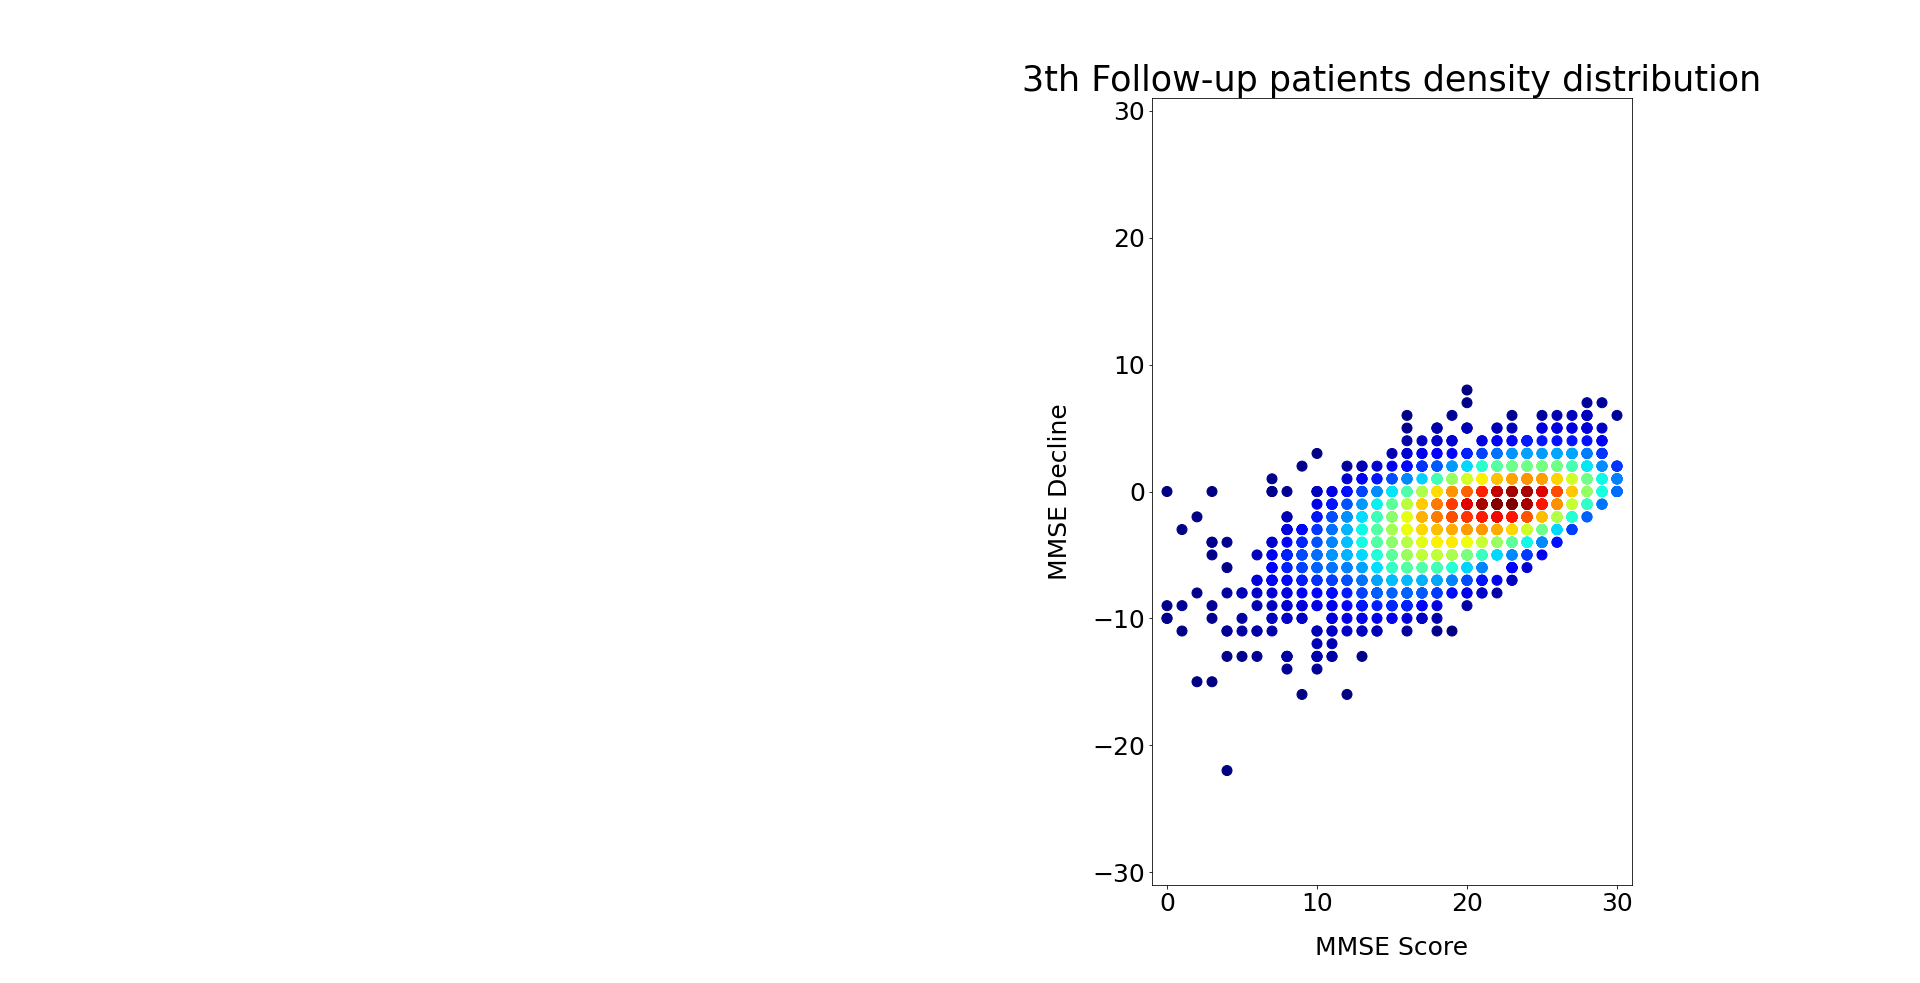 3th Follow-up patients density distribution
30
20
10
0
−10
−20
−30
MMSE Decline
0 10 20 30
MMSE Score